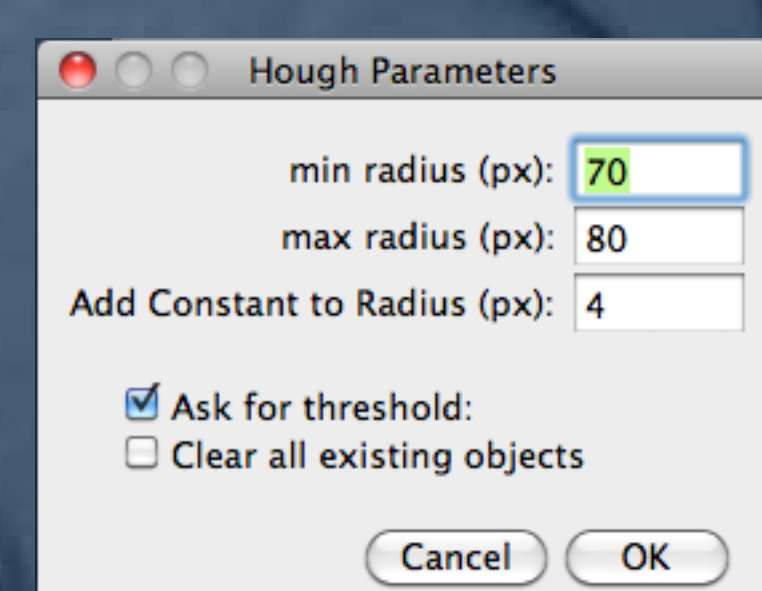 Hough Parameters
min radius (px): 70
max radius (px): 80
Add Constant to Radius (px): 4
Ask for threshold:
Clear all existing objects
Cancel OK